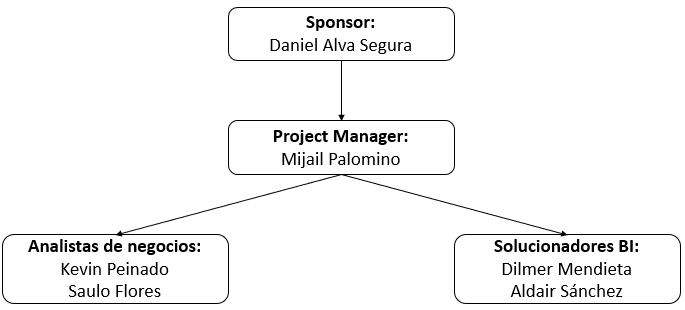 Sponsor:
Daniel Alva Segura
Project Manager:
Mijail Palomino
Analistas de negocios:
Kevin Peinado
Saulo Flores
Solucionadores BI:
Dilmer Mendieta
Aldair Sánchez